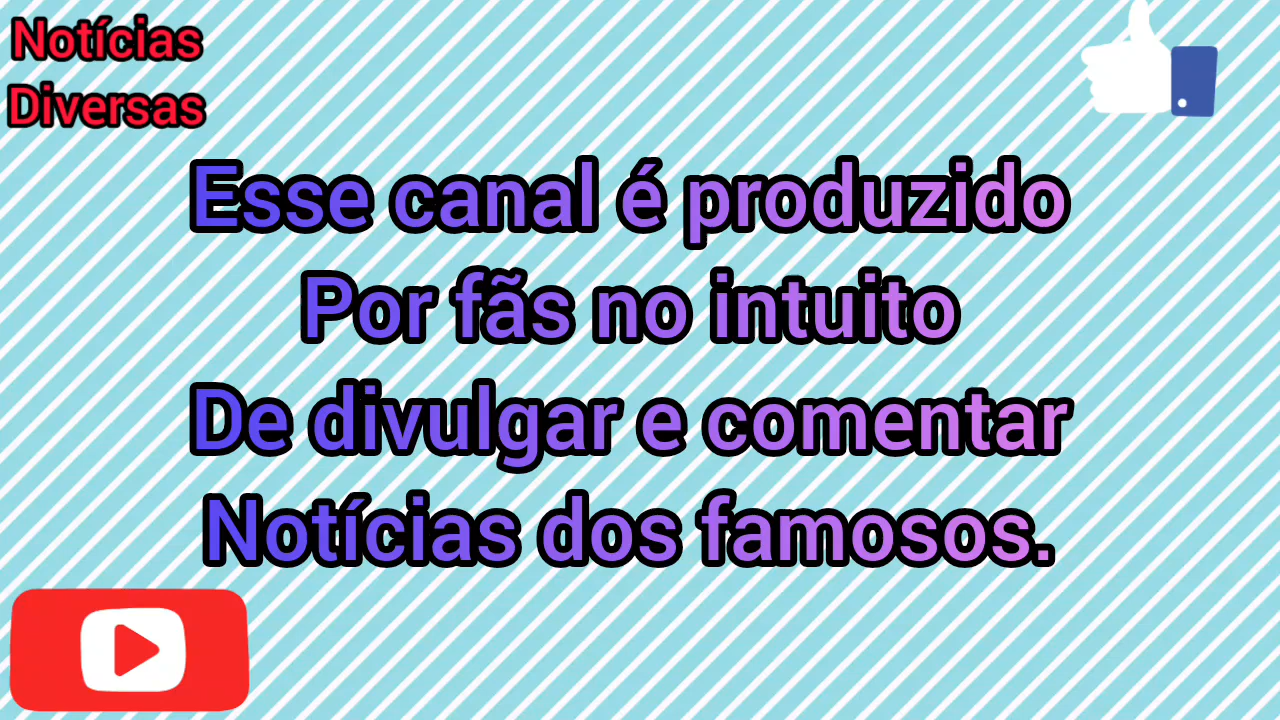 Notícias
Diversas
Esse canal é produzido
Por fãs no intuito
De divulgar e comentar
Notícias dos famosos.